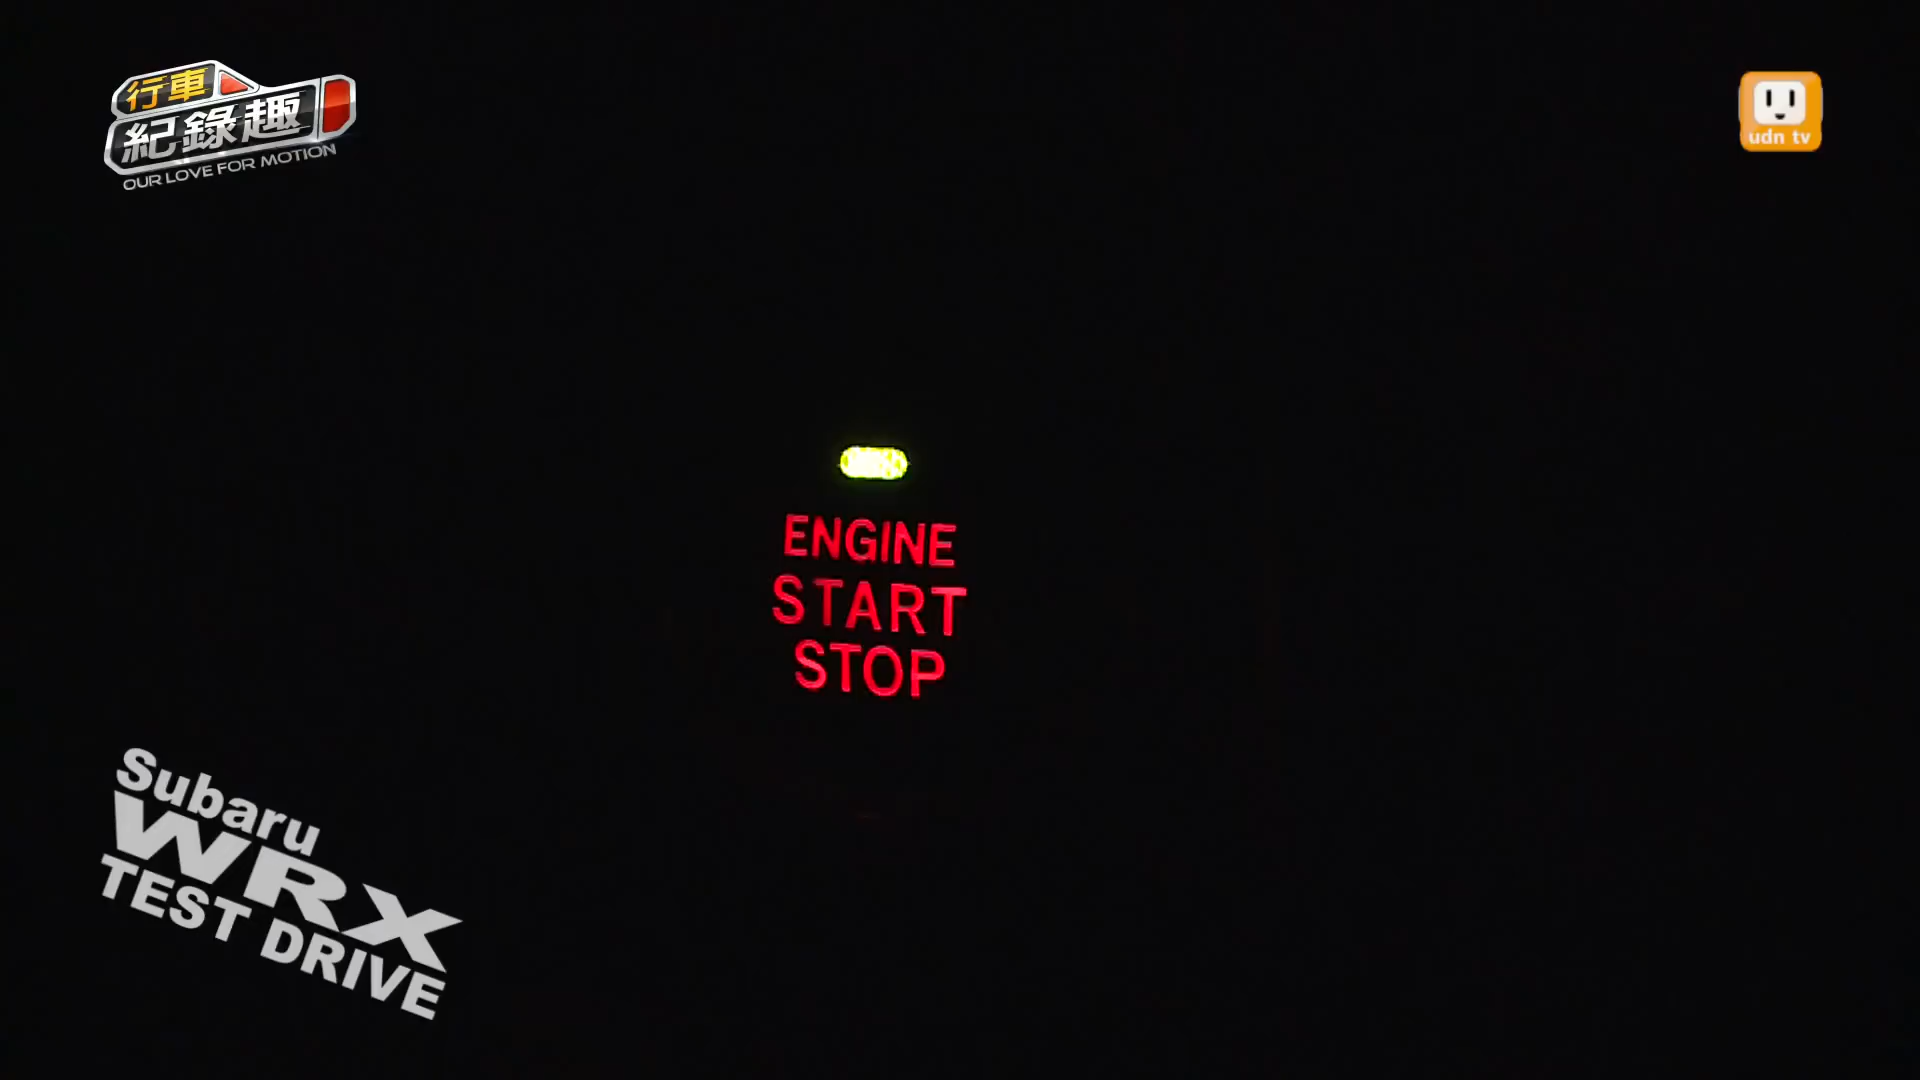 行車
紀錄趣
OUR LOVE FOR MOTION
udn tv
ENGINE
START
STOP
Subaru
WRX
TEST DRIVE